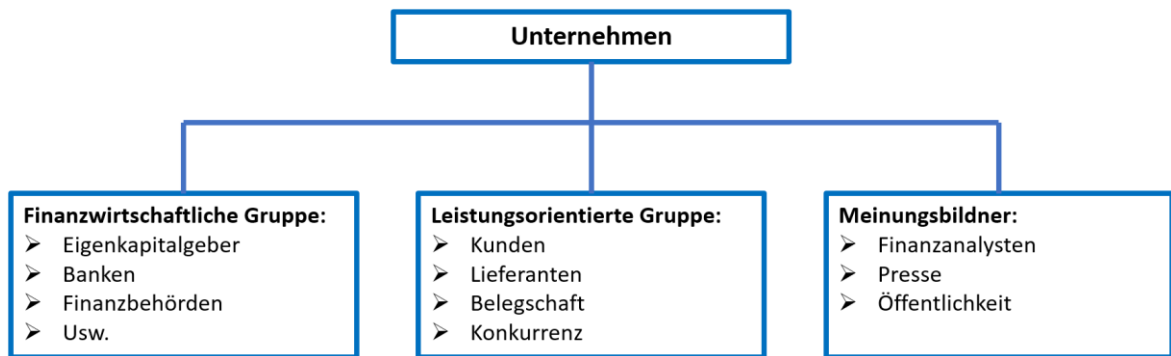 Unternehmen
Finanzwirtschaftliche Gruppe:
➢ Eigenkapitalgeber
➢ Banken
➢ Finanzbehörden
➢ Usw.
Leistungsorientierte Gruppe:
➢ Kunden
➢ Lieferanten
➢ Belegschaft
➢ Konkurrenz
Meinungsbildner:
➢ Finanzanalysten
➢ Presse
➢ Öffentlichkeit